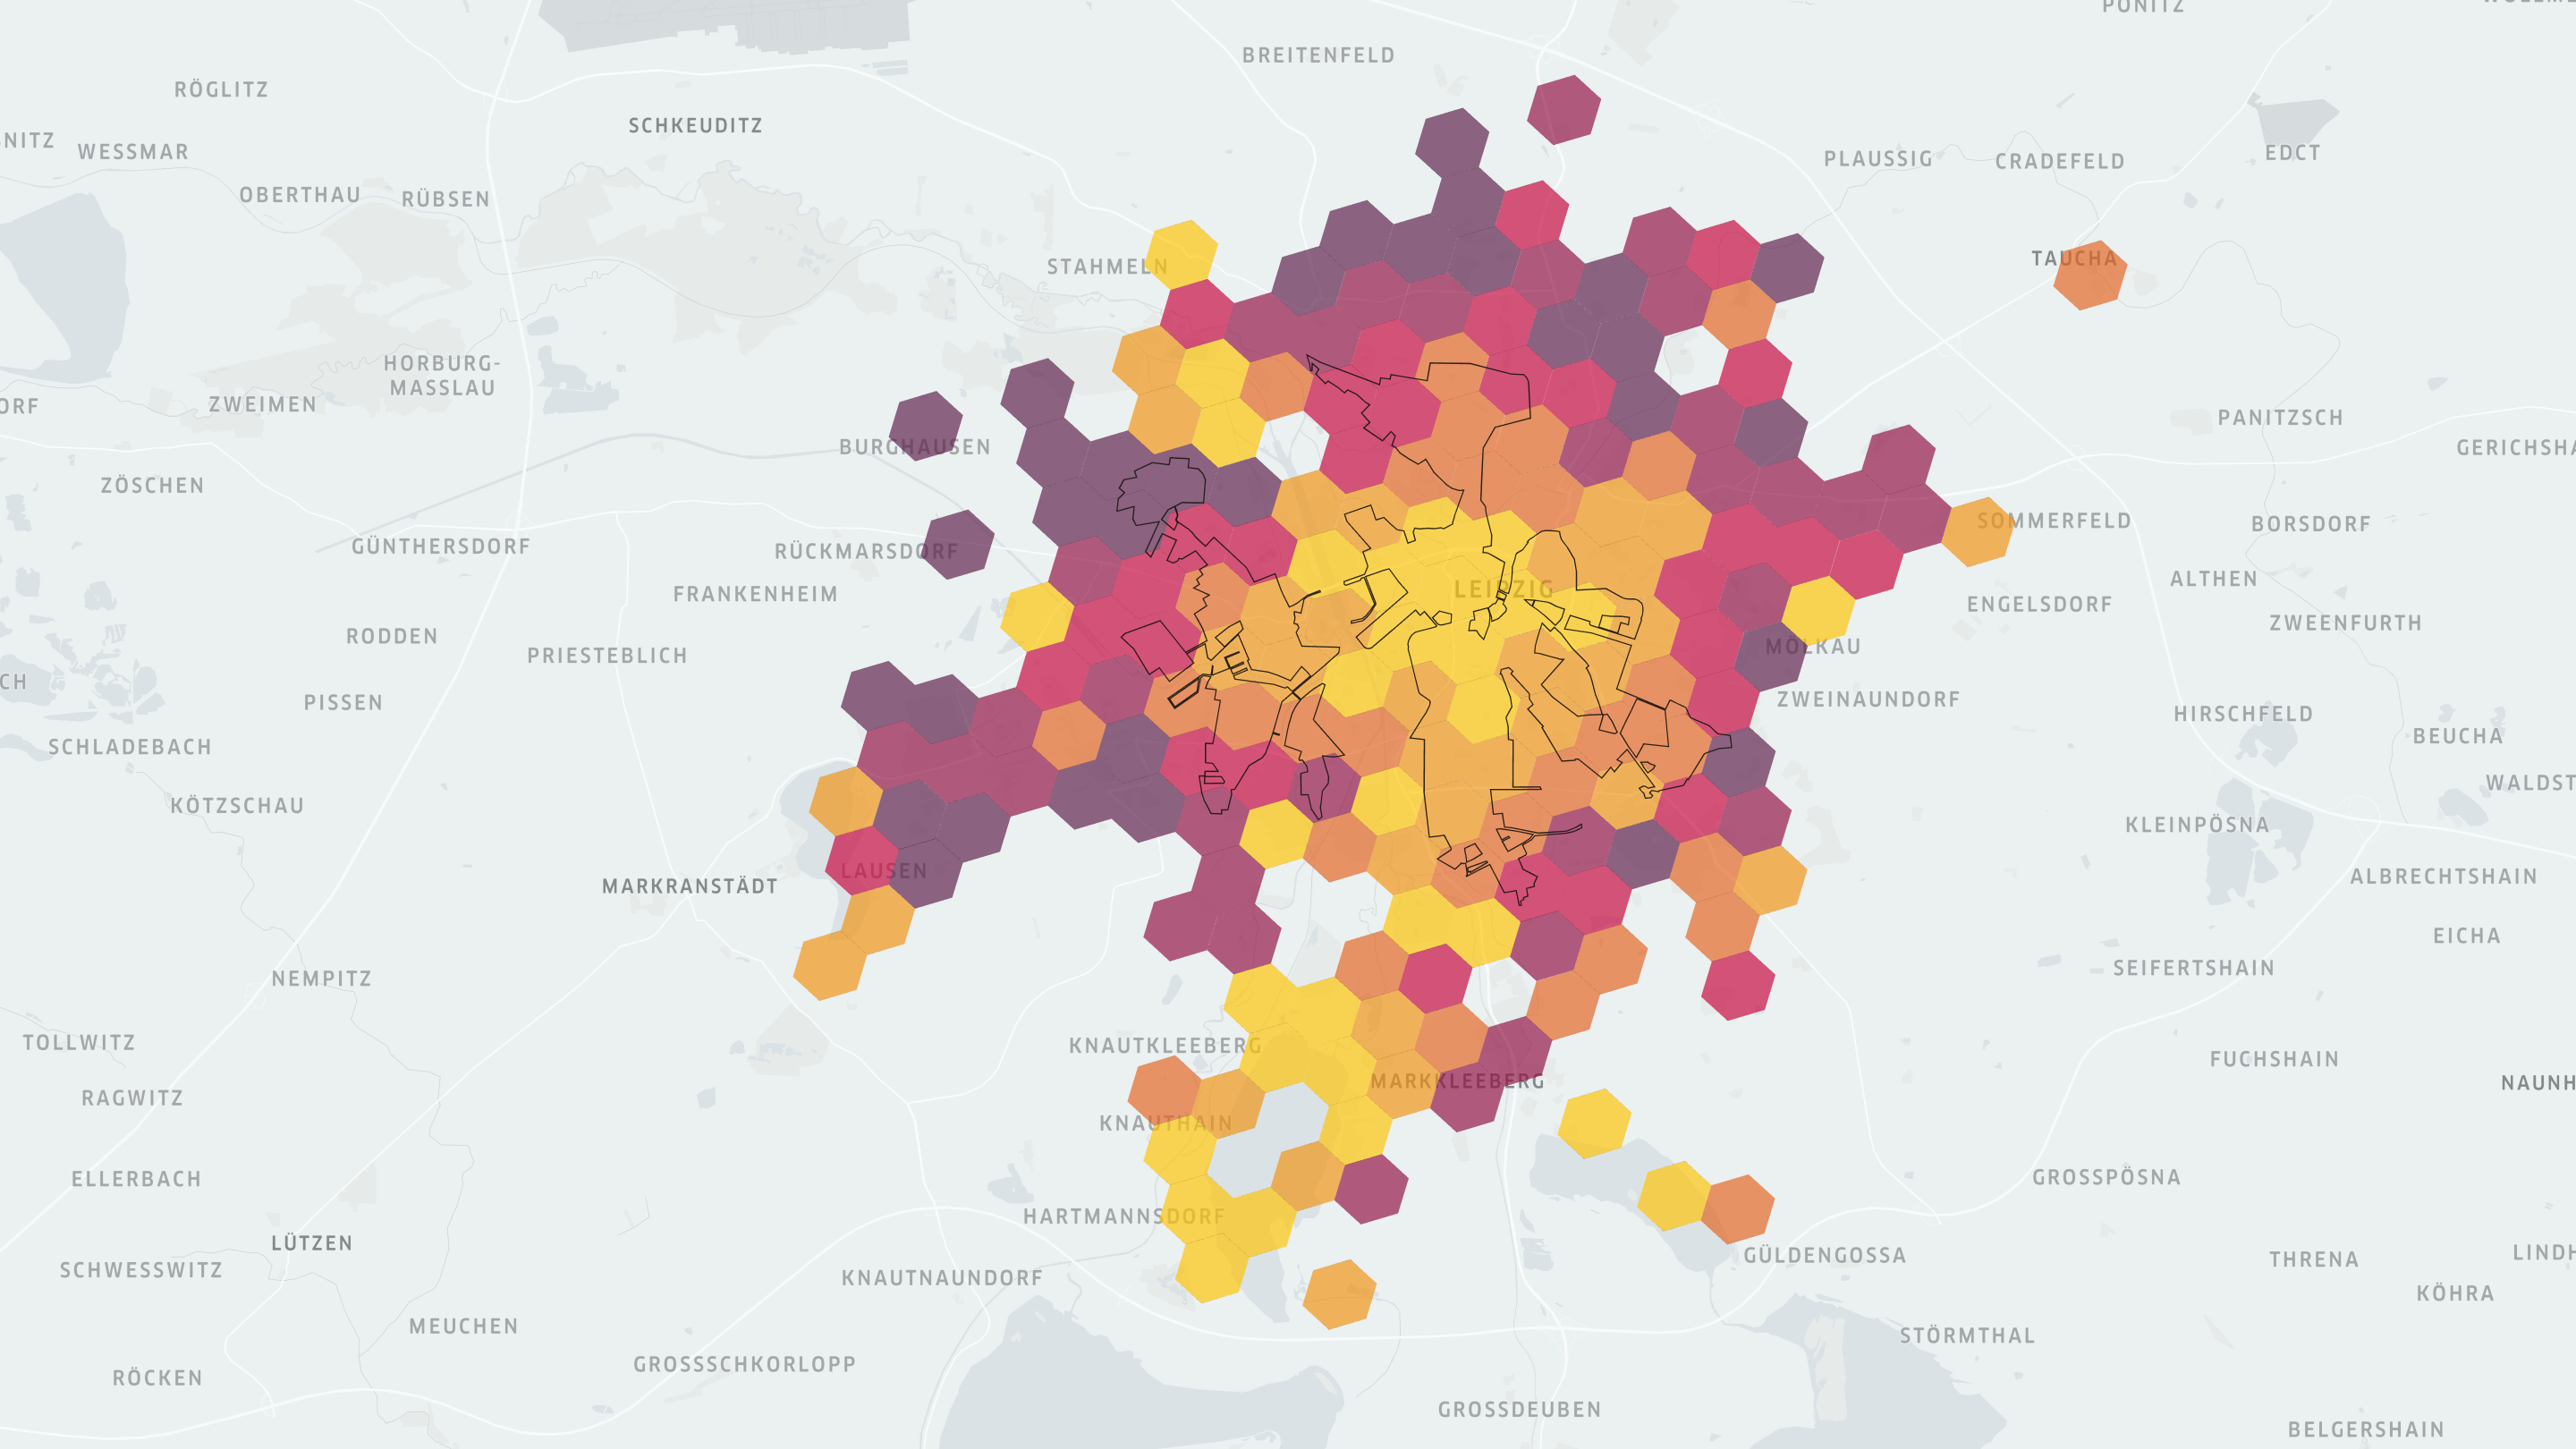 PÖNITZ
BREITENFELD
RÖGLITZ
SCHKEUDITZ
NITZ
WESSMAR
PLAUSSIG
CRADEFELD
EDCT
OBERTHAU
RÜBSEN
STAHMELN
TAUCHA
HORBURG-
MASSLAU
ZWEIMEN
ORF
PANITZSCH
BURGHAUSEN
GERICHSHA
ZÖSCHEN
SOMMERFELD
BORSDORF
GÜNTHERSDORF
RÜCKMARSDORF
ALTHEN
FRANKENHEIM
LEIPZIG
ENGELSDORF
ZWEENFURTH
RODDEN
PRIESTEBLICH
MÖLKAU
CH
PISSEN
ZWEINAUNDORF
HIRSCHFELD
SCHLADEBACH
BEUCHA
WALDST
KÖTZSCHAU
KLEINPÖSNA
LAUSEN
MARKRANSTÄDT
ALBRECHTSHAIN
EICHA
NEMPITZ
SEIFERTSHAIN
TOLLWITZ
KNAUTKLEEBERG
FUCHSHAIN
MARKKLEEBERG
NAUNH
RAGWITZ
KNAUTHAIN
ELLERBACH
GROSSPÖSNA
HARTMANNSDORF
LÜTZEN
GÜLDENGOSSA
THRENA
LINDH
SCHWESSWITZ
KNAUTNAUNDORF
KÖHRA
MEUCHEN
STÖRMTHAL
GROSSSCHKORLOPP
RÖCKEN
GROSSDEUBEN
BELGERSHAIN